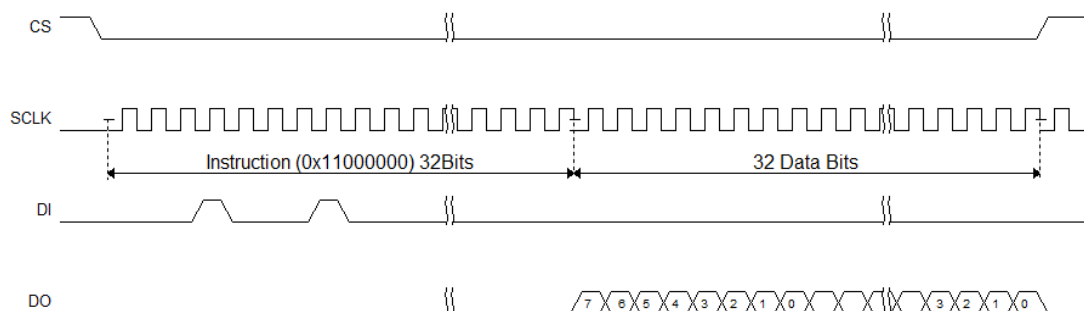 CS
SCLK
Instruction (0x11000000) 32Bits
32 Data Bits
DI
DO
7 6 5 4 3 2 1 0 3 2 1 0